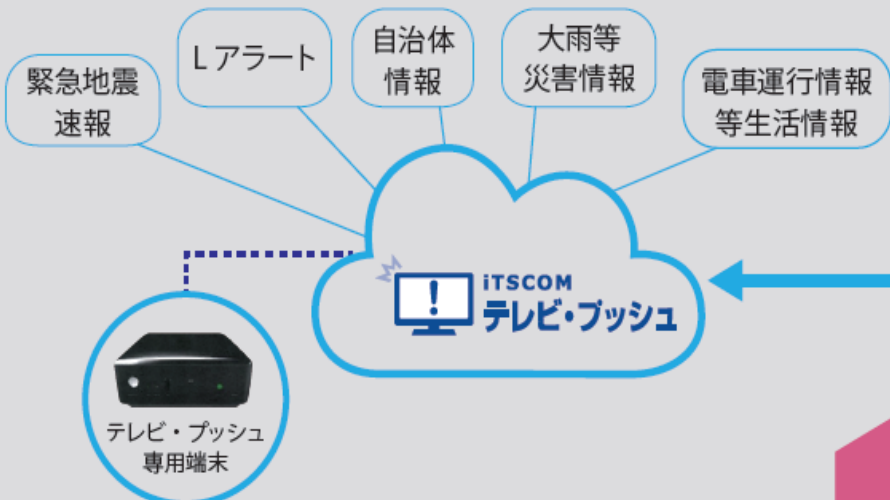 緊急地震
速報
Lアラート
自治体
情報
大雨等
災害情報
電車運行情報
等生活情報
iTSCOM
テレビ・プッシュ
テレビ・プッシュ
専用端末